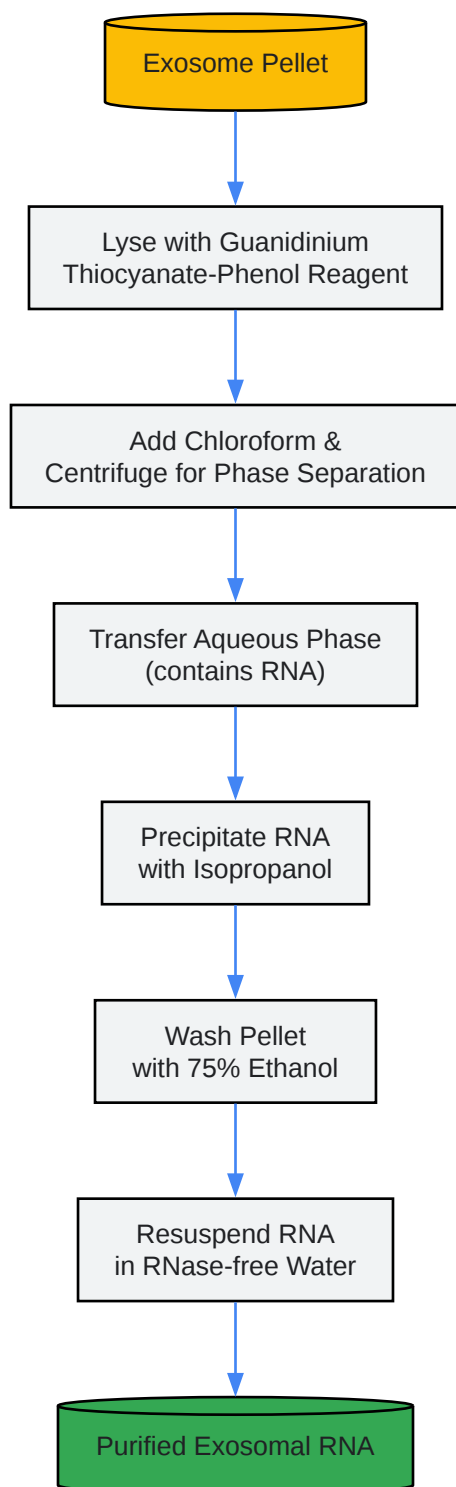 Exosome Pellet
Lyse with Guanidinium
Thiocyanate-Phenol Reagent
Add Chloroform &
Centrifuge for Phase Separation
Transfer Aqueous Phase
(contains RNA)
Precipitate RNA
with Isopropanol
Wash Pellet
with 75% Ethanol
Resuspend RNA
in RNase-free Water
Purified Exosomal RNA